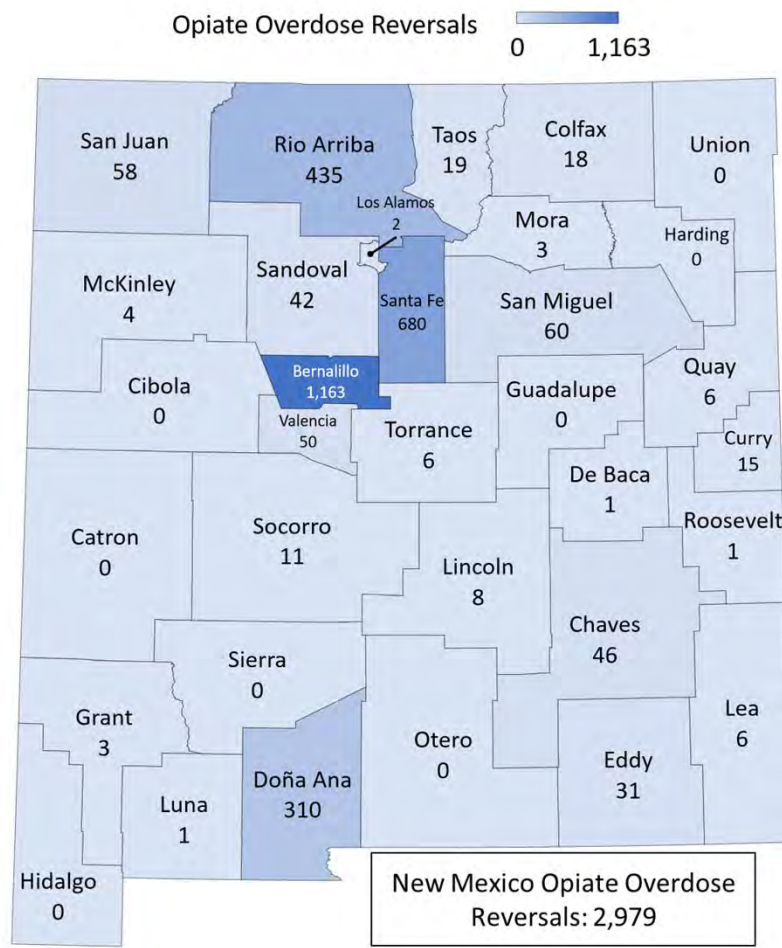 Opiate Overdose Reversals
0
1,163
San Juan
58
Rio Arriba
435
Taos
19
Colfax
18
Union
0
Los Alamos
2
Mora
3
Harding
0
McKinley
4
Sandoval
42
Santa Fe
680
San Miguel
60
Cibola
0
Bernalillo
1,163
Guadalupe
0
Quay
6
Valencia
50
Torrance
6
Curry
15
De Baca
1
Roosevelt
1
Catron
0
Socorro
11
Lincoln
8
Chaves
46
Sierra
0
Grant
3
Otero
0
Lea
6
Doña Ana
310
Eddy
31
Luna
1
Hidalgo
0
New Mexico Opiate Overdose
Reversals: 2,979